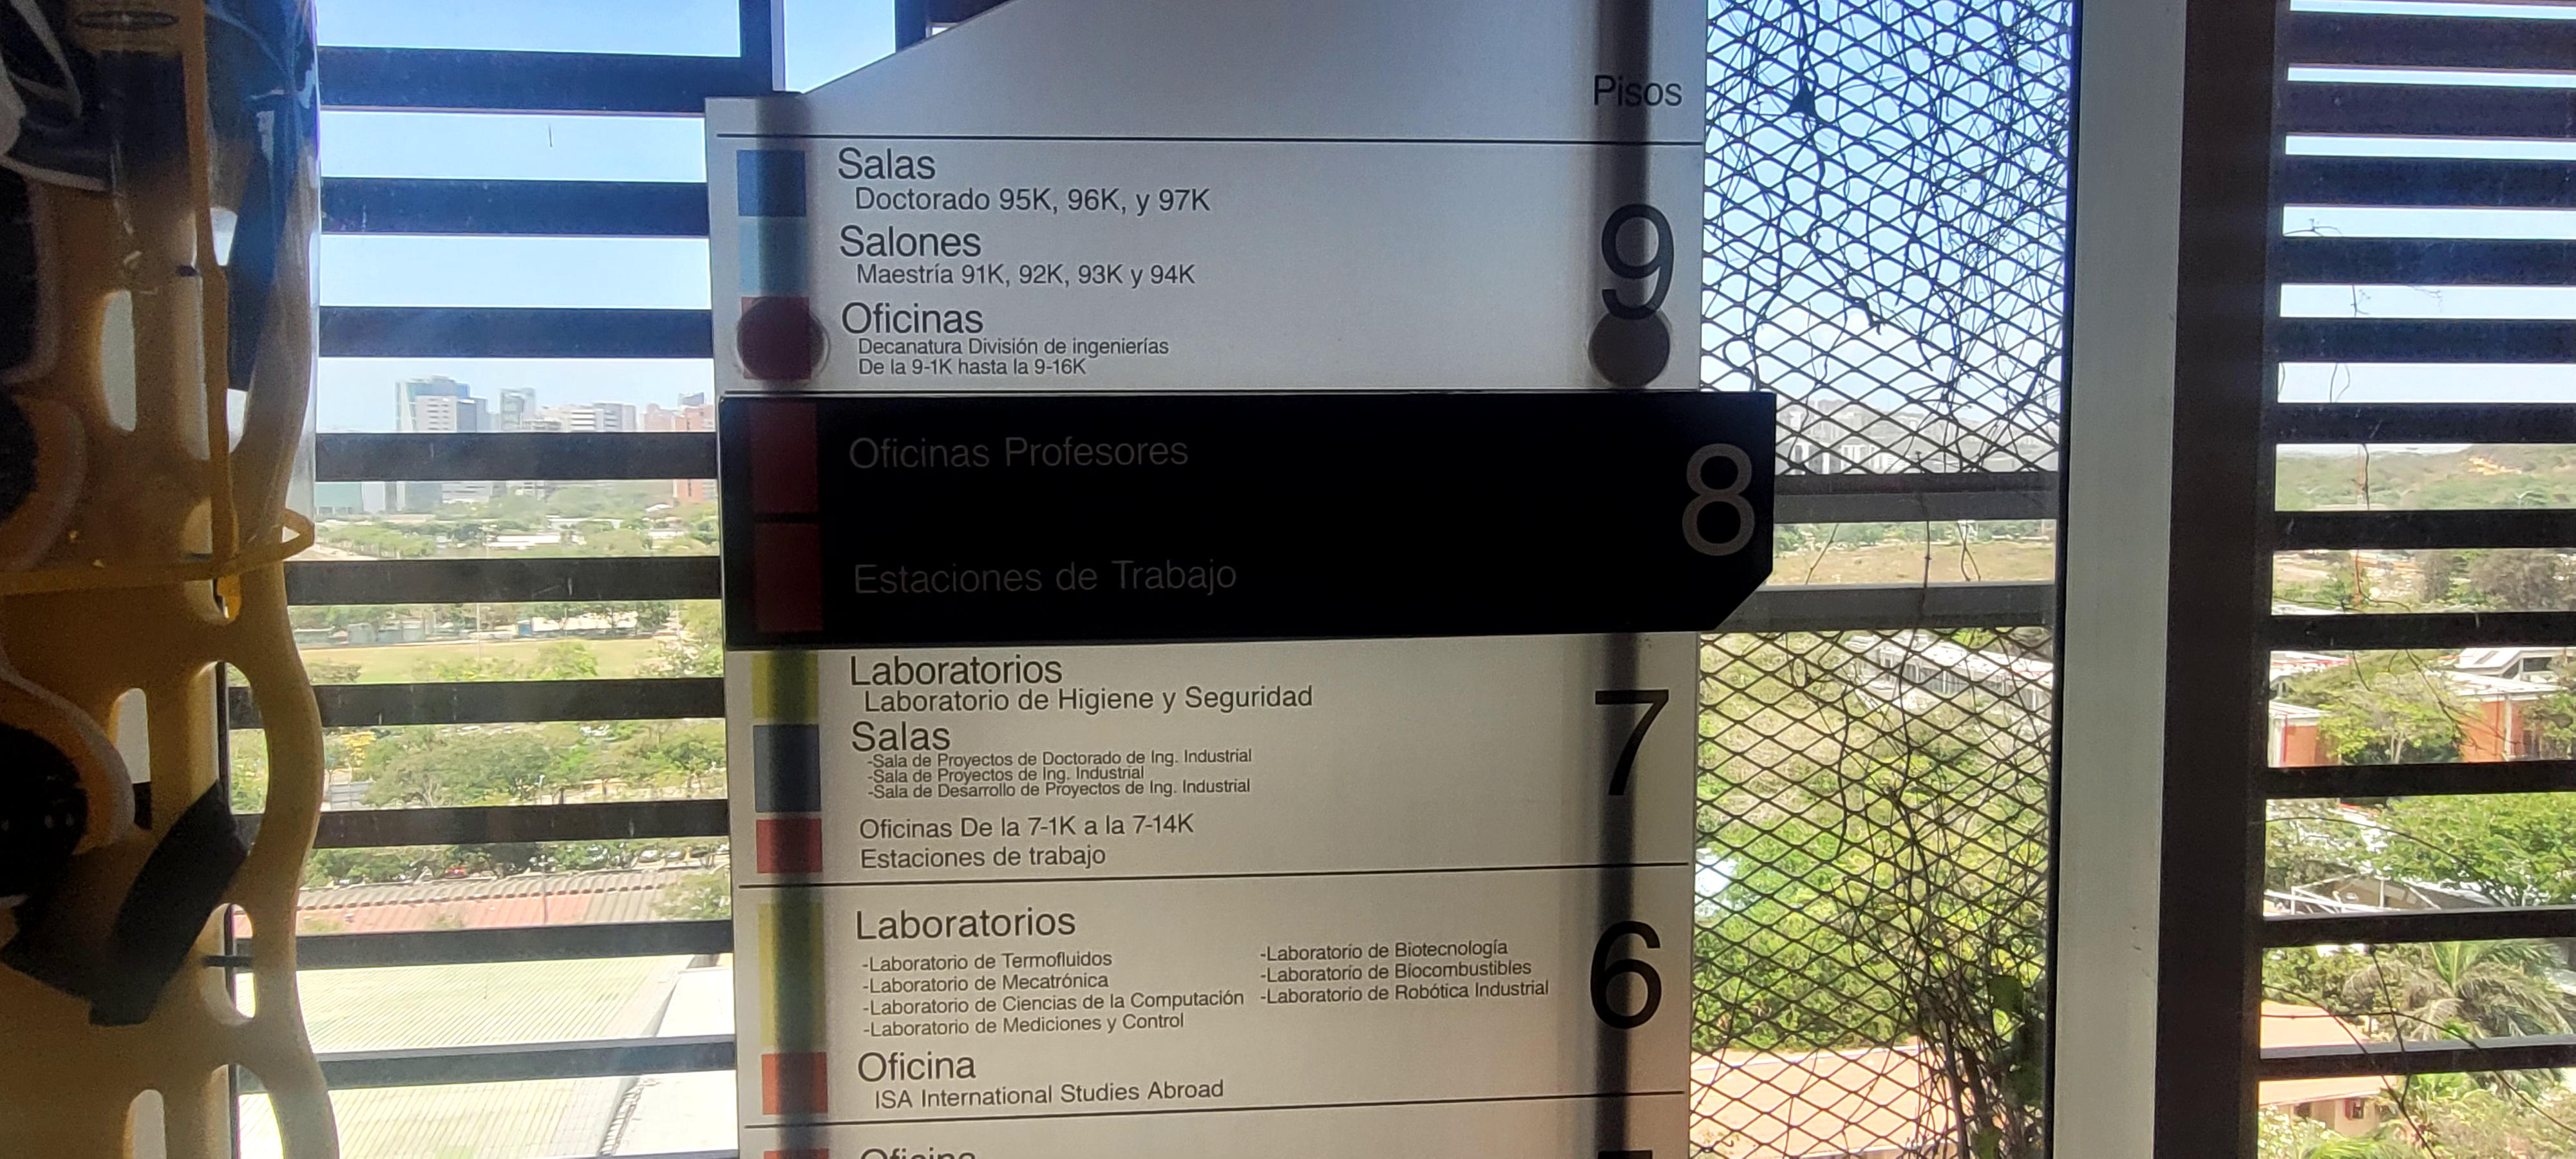 Pisos
Salas
Doctorado 95K, 96K, y 97K
Salones
Maestría 91K, 92K, 93K y 94K
9
Oficinas
Decanatura División de ingenierías
De la 9-1K hasta la 9-16K
Oficinas Profesores
8
Estaciones de Trabajo
Laboratorios
Laboratorio de Higiene y Seguridad
7
Salas
-Sala de Proyectos de Doctorado de Ing. Industrial
-Sala de Proyectos de Ing. Industrial
-Sala de Desarrollo de Proyectos de Ing. Industrial
Oficinas De la 7-1K a la 7-14K
Estaciones de trabajo
Laboratorios
6
-Laboratorio de Termofluidos
-Laboratorio de Mecatrónica
-Laboratorio de Ciencias de la Computación
-Laboratorio de Mediciones y Control
-Laboratorio de Biotecnología
-Laboratorio de Biocombustibles
-Laboratorio de Robótica Industrial
Oficina
ISA International Studies Abroad
Oficina